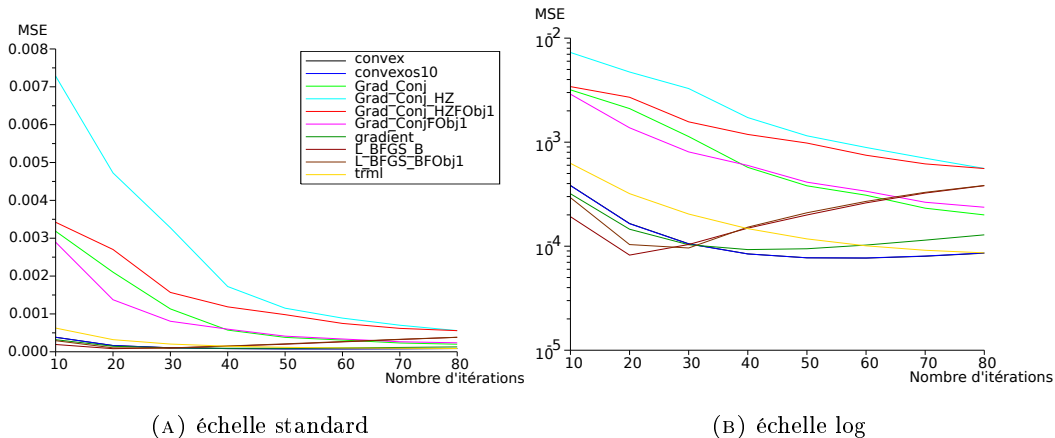 MSE
0.008
0.007
0.006
0.005
0.004
0.003
0.002
0.001
0.000
10 20 30 40 50 60 70 80
Nombre d'itérations
convex
convexos10
Grad_Conj
Grad_Conj_HZ
Grad_Conj_HZFObj1
Grad_ConjFObj1
gradient
L_BFGS_B
L_BFGS_BFObj1
trml
(A) échelle standard
MSE
10^-2
10^-3
10^-4
10^-5
10 20 30 40 50 60 70 80
Nombre d'itérations
(B) échelle log